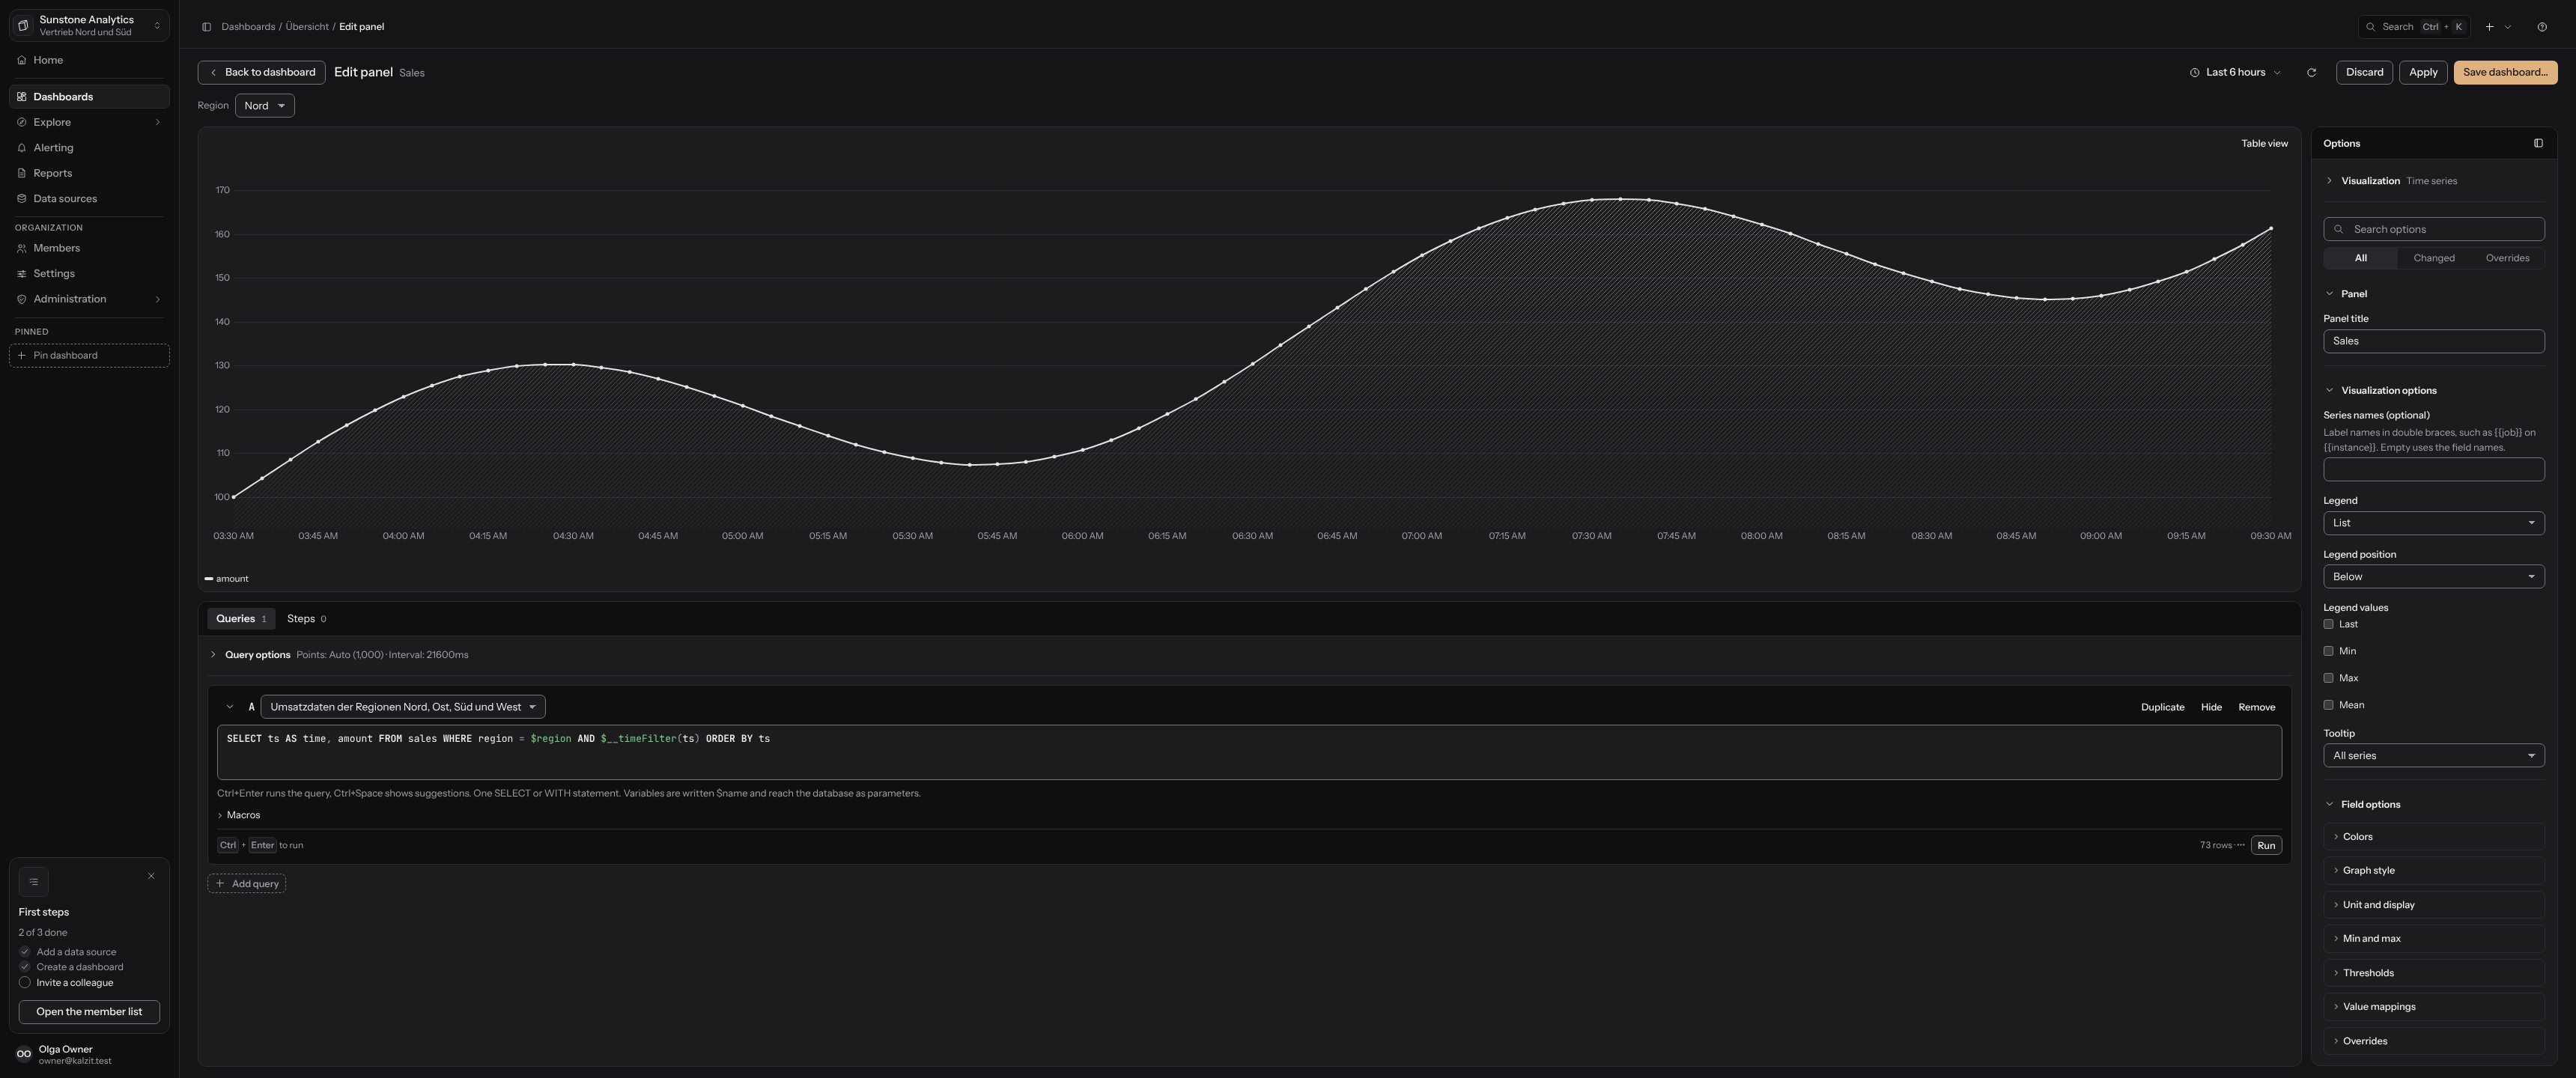 Sunstone Analytics
Vertrieb Nord und Süd
Home
Dashboards
Explore
Alerting
Reports
Data sources
ORGANIZATION
Members
Settings
Administration
PINNED
Pin dashboard
First steps
2 of 3 done
Add a data source
Create a dashboard
Invite a colleague
Open the member list
OO
Olga Owner
owner@kalzit.test
Dashboards / Übersicht / Edit panel
Search Ctrl + K
Back to dashboard
Edit panel Sales
Last 6 hours
Discard
Apply
Save dashboard...
Region Nord
Table view
170
160
150
140
130
120
110
100
03:30 AM 03:45 AM 04:00 AM 04:15 AM 04:30 AM 04:45 AM 05:00 AM 05:15 AM 05:30 AM 05:45 AM 06:00 AM 06:15 AM 06:30 AM 06:45 AM 07:00 AM 07:15 AM 07:30 AM 07:45 AM 08:00 AM 08:15 AM 08:30 AM 08:45 AM 09:00 AM 09:15 AM 09:30 AM
amount
Queries 1 Steps 0
Query options Points: Auto (1,000) · Interval: 21600ms
A Umsatzdaten der Regionen Nord, Ost, Süd und West
Duplicate Hide Remove
SELECT ts AS time, amount FROM sales WHERE region = $region AND $__timeFilter(ts) ORDER BY ts
Ctrl+Enter runs the query, Ctrl+Space shows suggestions. One SELECT or WITH statement. Variables are written $name and reach the database as parameters.
Macros
Ctrl + Enter to run
73 rows · ··· Run
Add query
Options
Visualization Time series
Search options
All Changed Overrides
Panel
Panel title
Sales
Visualization options
Series names (optional)
Label names in double braces, such as {{job}} on
{{instance}}. Empty uses the field names.
Legend
List
Legend position
Below
Legend values
Last
Min
Max
Mean
Tooltip
All series
Field options
Colors
Graph style
Unit and display
Min and max
Thresholds
Value mappings
Overrides